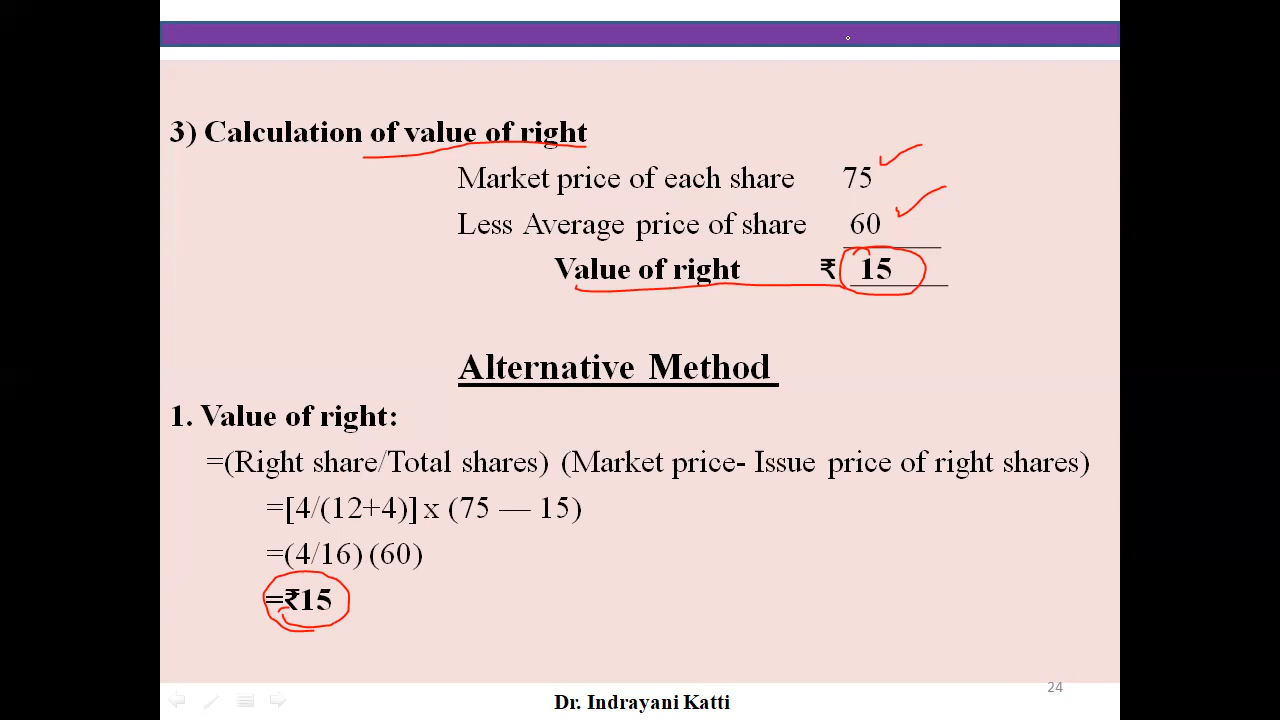 3) Calculation of value of right
Market price of each share 75
Less Average price of share 60
Value of right ₹ 15
Alternative Method
1. Value of right:
=(Right share/Total shares) (Market price- Issue price of right shares)
=[4/(12+4)] x (75 — 15)
=(4/16) (60)
=₹15
24
Dr. Indrayani Katti